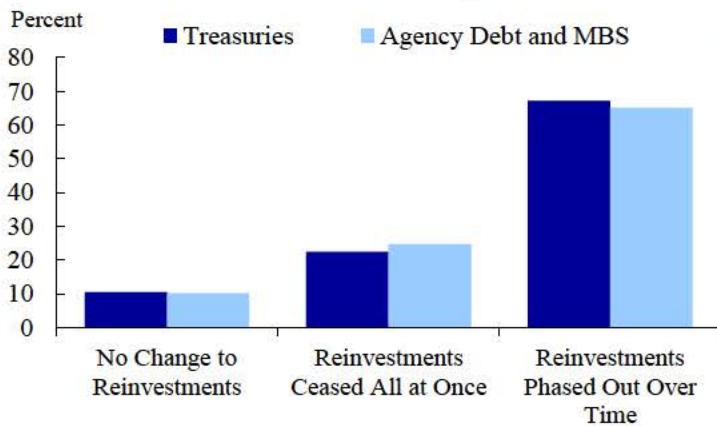 Percent
Treasuries Agency Debt and MBS
80
70
60
50
40
30
20
10
0
No Change to Reinvestments
Reinvestments Ceased All at Once
Reinvestments Phased Out Over Time